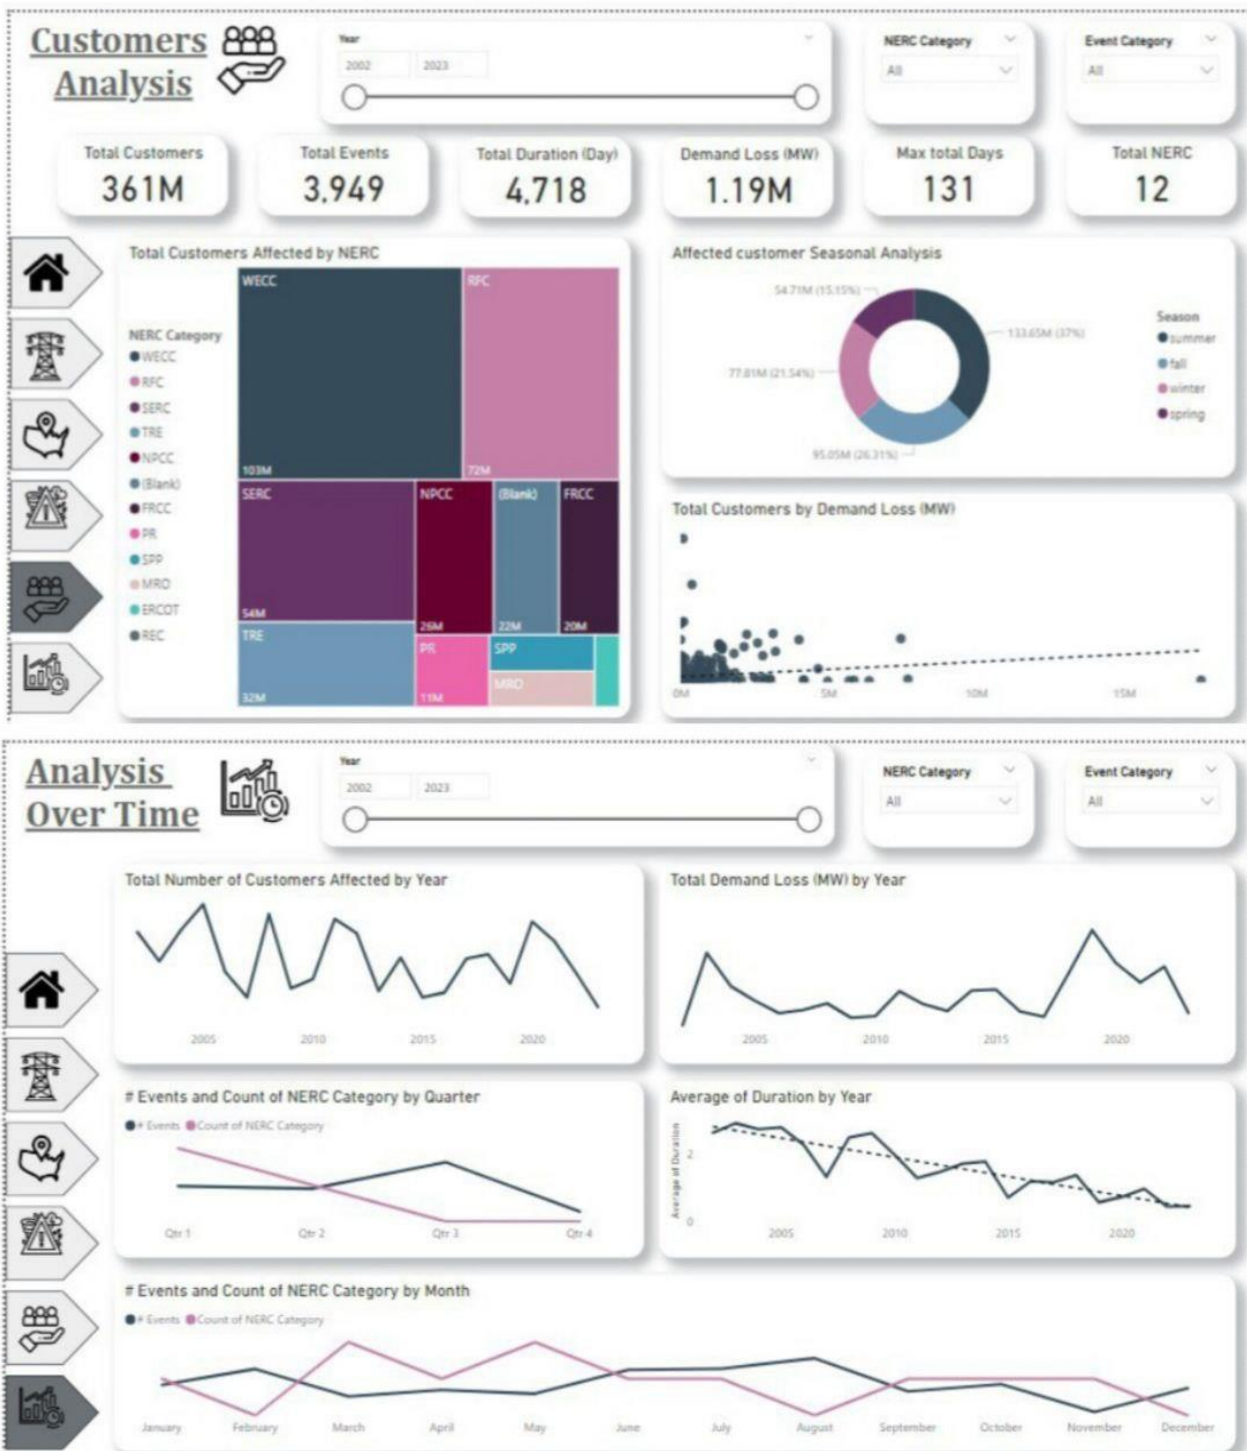 Customers
Analysis
Year
2002 2023
NERC Category
All
Event Category
All
Total Customers
361M
Total Events
3,949
Total Duration (Day)
4,718
Demand Loss (MW)
1.19M
Max total Days
131
Total NERC
12
Total Customers Affected by NERC
NERC Category
WECC
RFC
SERC
TRE
NPCC
(Blank)
FRCC
PR
SPP
MRO
ERCOT
REC
WECC
103M
RFC
72M
SERC
54M
TRE
32M
NPCC
26M
(Blank)
22M
FRCC
20M
PR
11M
SPP
MRO
Affected customer Seasonal Analysis
54.71M (15.15%)
133.65M (37%)
77.81M (21.54%)
95.05M (26.31%)
Season
summer
fall
winter
spring
Total Customers by Demand Loss (MW)
0M 5M 10M 15M
Analysis
Over Time
Year
2002 2023
NERC Category
All
Event Category
All
Total Number of Customers Affected by Year
2005 2010 2015 2020
Total Demand Loss (MW) by Year
2005 2010 2015 2020
# Events and Count of NERC Category by Quarter
# Events Count of NERC Category
Qtr 1 Qtr 2 Qtr 3 Qtr 4
Average of Duration by Year
Average of Duration
2
0
2005 2010 2015 2020
# Events and Count of NERC Category by Month
# Events Count of NERC Category
January February March April May June July August September October November December